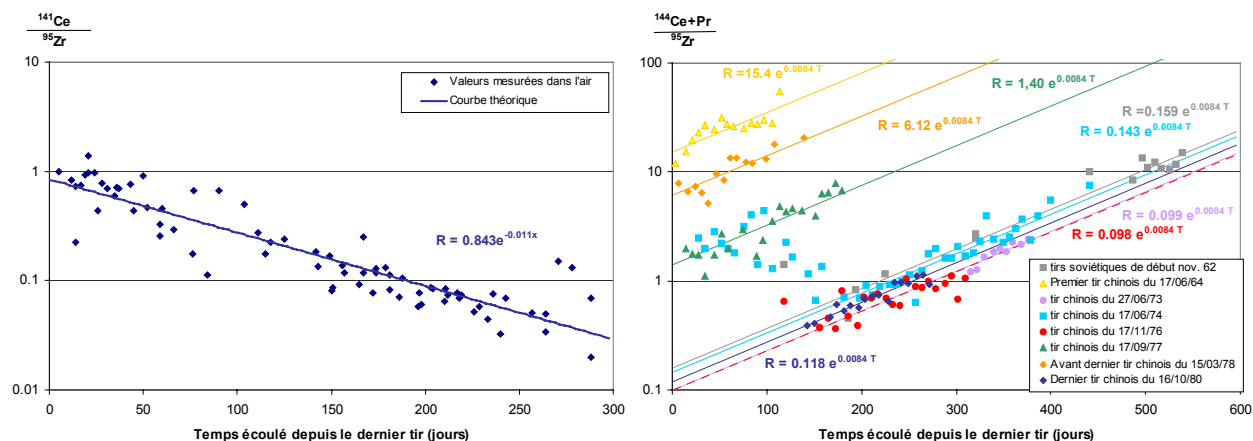 141Ce
95Zr
10
1
0.1
0.01
0
50
100
150
200
250
300
Valeurs mesurées dans l'air
Courbe théorique
R = 0.843e-0.011x
Temps écoulé depuis le dernier tir (jours)
144Ce+Pr
95Zr
100
10
1
0.1
0
100
200
300
400
500
600
R =15.4 e0.0084 T
R = 6.12 e0.0084 T
R = 1,40 e0.0084 T
R =0.159 e0.0084 T
R = 0.143 e0.0084 T
R = 0.099 e0.0084 T
R = 0.098 e0.0084 T
R = 0.118 e0.0084 T
tirs soviétiques de début nov. 62
Premier tir chinois du 17/06/64
tir chinois du 27/06/73
tir chinois du 17/06/74
tir chinois du 17/11/76
tir chinois du 17/09/77
Avant dernier tir chinois du 15/03/78
Dernier tir chinois du 16/10/80
Temps écoulé depuis le dernier tir (jours)